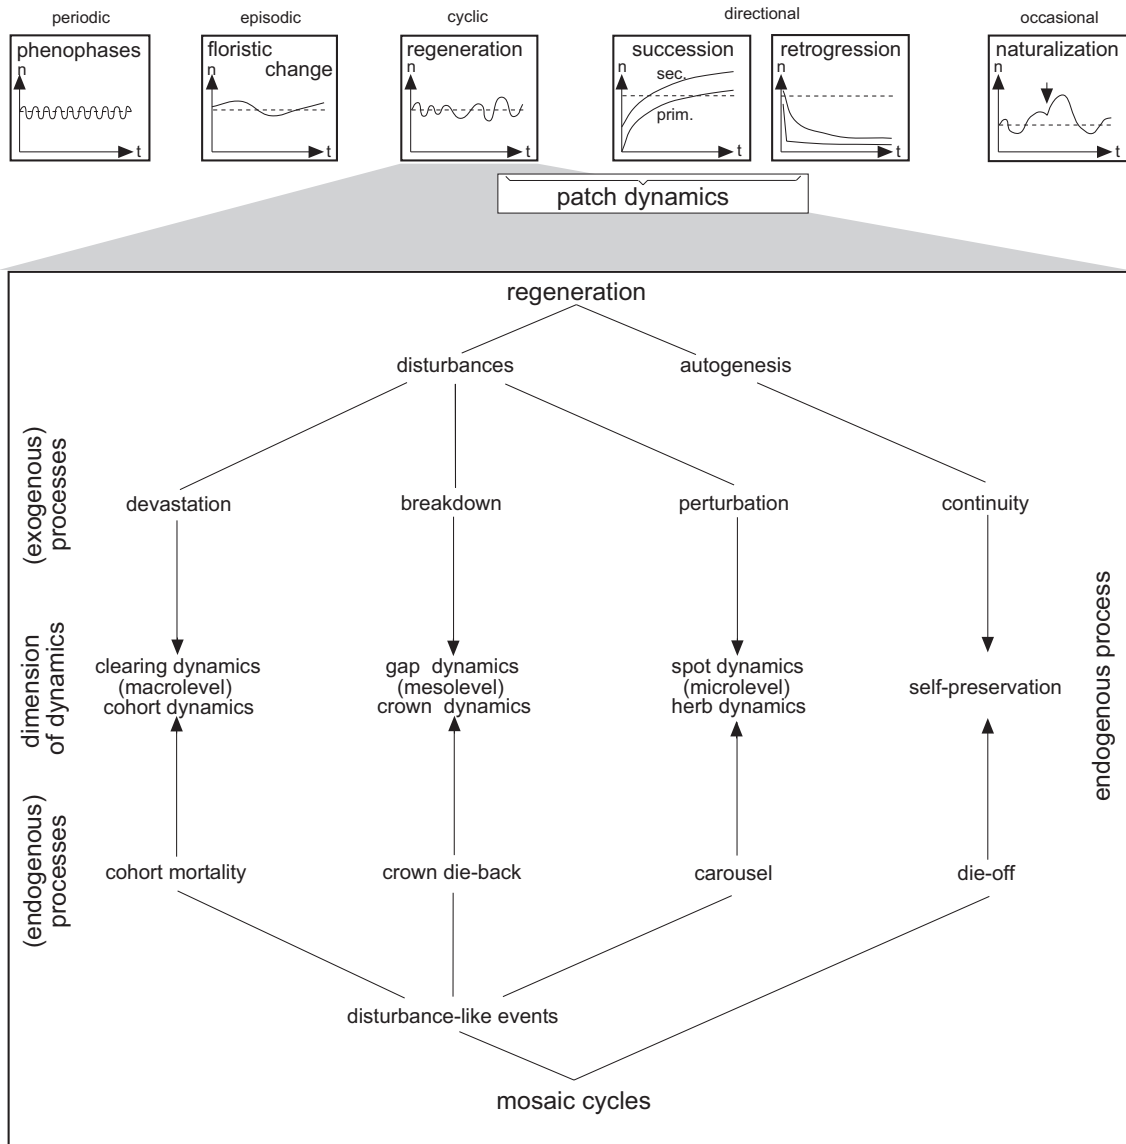 periodic
episodic
cyclic
directional
occasional
phenophases
n
t
floristic
change
n
t
regeneration
n
t
succession
n
sec.
prim.
t
retrogression
n
t
naturalization
n
t
patch dynamics
regeneration
disturbances
autogenesis
(exogenous)
processes
devastation
breakdown
perturbation
continuity
dimension
of dynamics
clearing dynamics
(macrolevel)
cohort dynamics
gap dynamics
(mesolevel)
crown dynamics
spot dynamics
(microlevel)
herb dynamics
self-preservation
endogenous process
(endogenous)
processes
cohort mortality
crown die-back
carousel
die-off
disturbance-like events
mosaic cycles